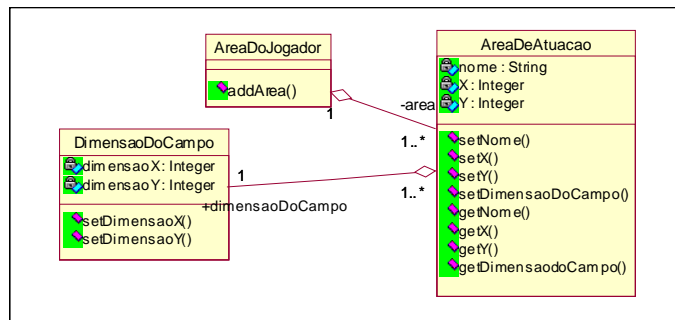 AreaDoJogador
addArea()
1
-area
1..*
AreaDeAtuacao
nome : String
X : Integer
Y : Integer
setNome()
setX()
setY()
setDimensaoDoCampo()
getNome()
getX()
getY()
getDimensaodoCampo()
DimensaoDoCampo
dimensaoX : Integer
dimensaoY : Integer
setDimensaoX()
setDimensaoY()
1
+dimensaoDoCampo
1..*